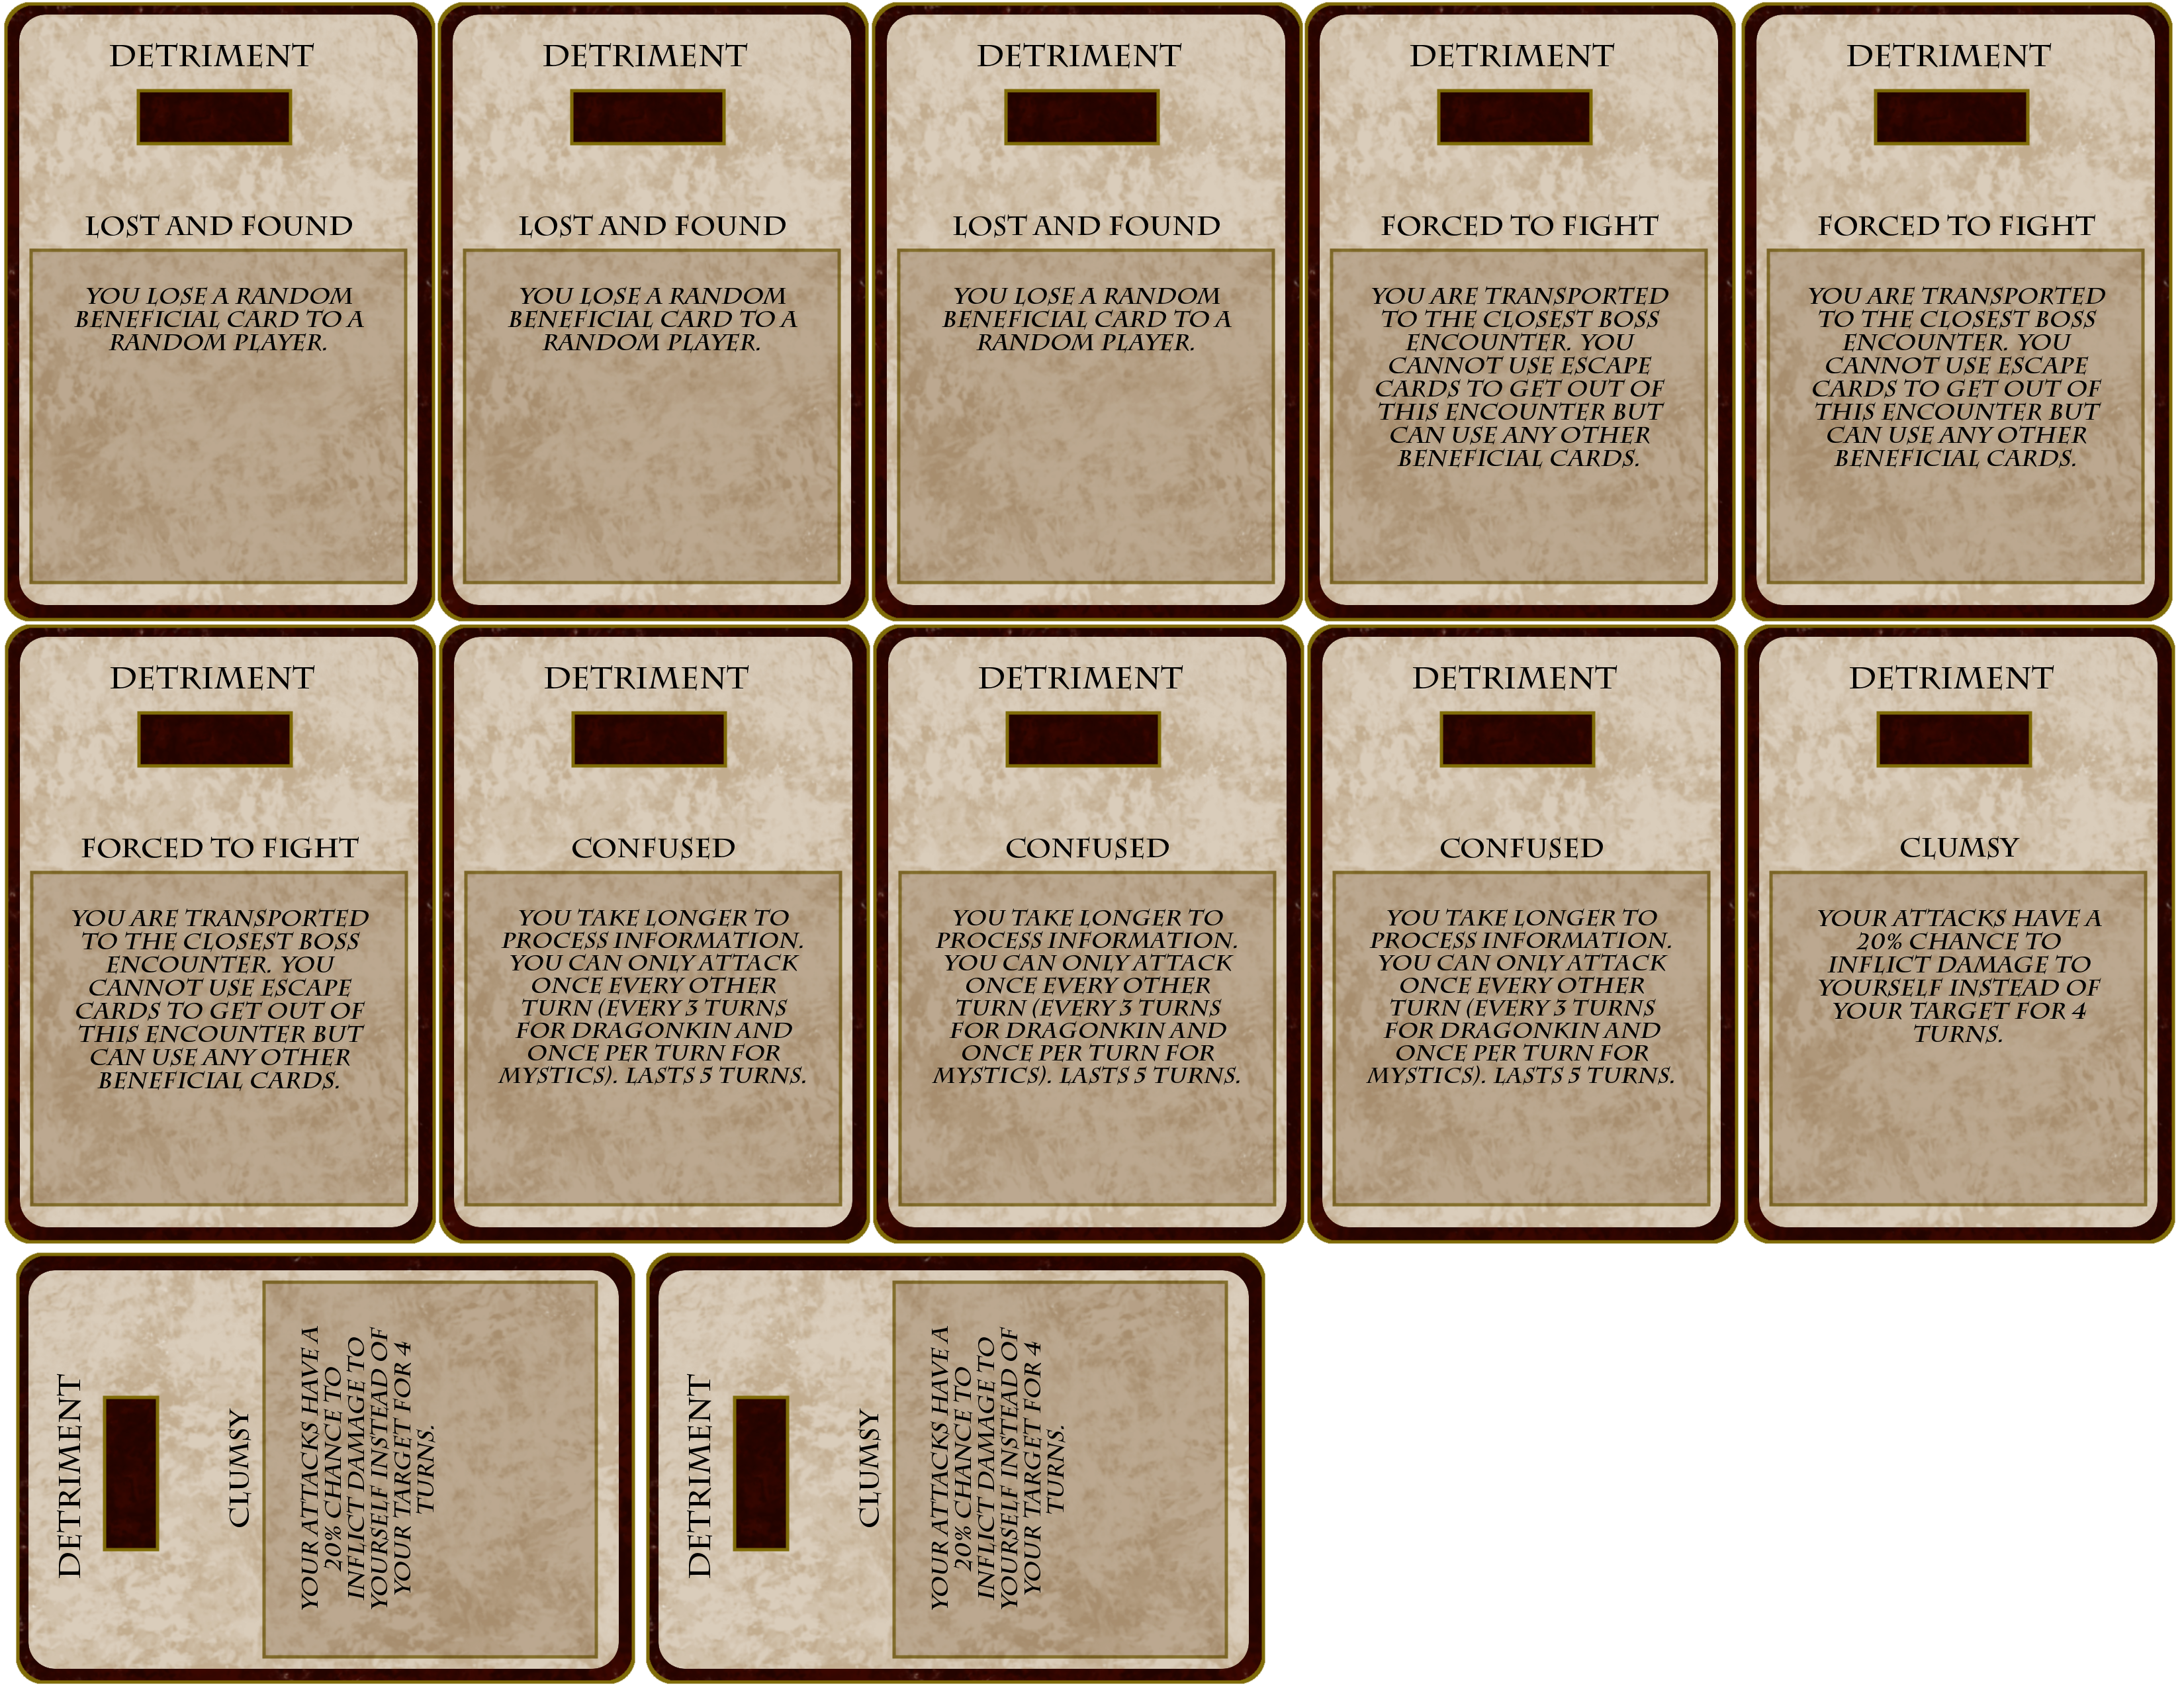 DETRIMENT
LOST AND FOUND
YOU LOSE A RANDOM
BENEFICIAL CARD TO A
RANDOM PLAYER.
DETRIMENT
LOST AND FOUND
YOU LOSE A RANDOM
BENEFICIAL CARD TO A
RANDOM PLAYER.
DETRIMENT
LOST AND FOUND
YOU LOSE A RANDOM
BENEFICIAL CARD TO A
RANDOM PLAYER.
DETRIMENT
FORCED TO FIGHT
YOU ARE TRANSPORTED
TO THE CLOSEST BOSS
ENCOUNTER. YOU
CANNOT USE ESCAPE
CARDS TO GET OUT OF
THIS ENCOUNTER BUT
CAN USE ANY OTHER
BENEFICIAL CARDS.
DETRIMENT
FORCED TO FIGHT
YOU ARE TRANSPORTED
TO THE CLOSEST BOSS
ENCOUNTER. YOU
CANNOT USE ESCAPE
CARDS TO GET OUT OF
THIS ENCOUNTER BUT
CAN USE ANY OTHER
BENEFICIAL CARDS.
DETRIMENT
FORCED TO FIGHT
YOU ARE TRANSPORTED
TO THE CLOSEST BOSS
ENCOUNTER. YOU
CANNOT USE ESCAPE
CARDS TO GET OUT OF
THIS ENCOUNTER BUT
CAN USE ANY OTHER
BENEFICIAL CARDS.
DETRIMENT
CONFUSED
YOU TAKE LONGER TO
PROCESS INFORMATION.
YOU CAN ONLY ATTACK
ONCE EVERY OTHER
TURN (EVERY 3 TURNS
FOR DRAGONKIN AND
ONCE PER TURN FOR
MYSTICS). LASTS 5 TURNS.
DETRIMENT
CONFUSED
YOU TAKE LONGER TO
PROCESS INFORMATION.
YOU CAN ONLY ATTACK
ONCE EVERY OTHER
TURN (EVERY 3 TURNS
FOR DRAGONKIN AND
ONCE PER TURN FOR
MYSTICS). LASTS 5 TURNS.
DETRIMENT
CONFUSED
YOU TAKE LONGER TO
PROCESS INFORMATION.
YOU CAN ONLY ATTACK
ONCE EVERY OTHER
TURN (EVERY 3 TURNS
FOR DRAGONKIN AND
ONCE PER TURN FOR
MYSTICS). LASTS 5 TURNS.
DETRIMENT
CLUMSY
YOUR ATTACKS HAVE A
20% CHANCE TO
INFLICT DAMAGE TO
YOURSELF INSTEAD OF
YOUR TARGET FOR 4
TURNS.
DETRIMENT
CLUMSY
YOUR ATTACKS HAVE A
20% CHANCE TO
INFLICT DAMAGE TO
YOURSELF INSTEAD OF
YOUR TARGET FOR 4
TURNS.
DETRIMENT
CLUMSY
YOUR ATTACKS HAVE A
20% CHANCE TO
INFLICT DAMAGE TO
YOURSELF INSTEAD OF
YOUR TARGET FOR 4
TURNS.